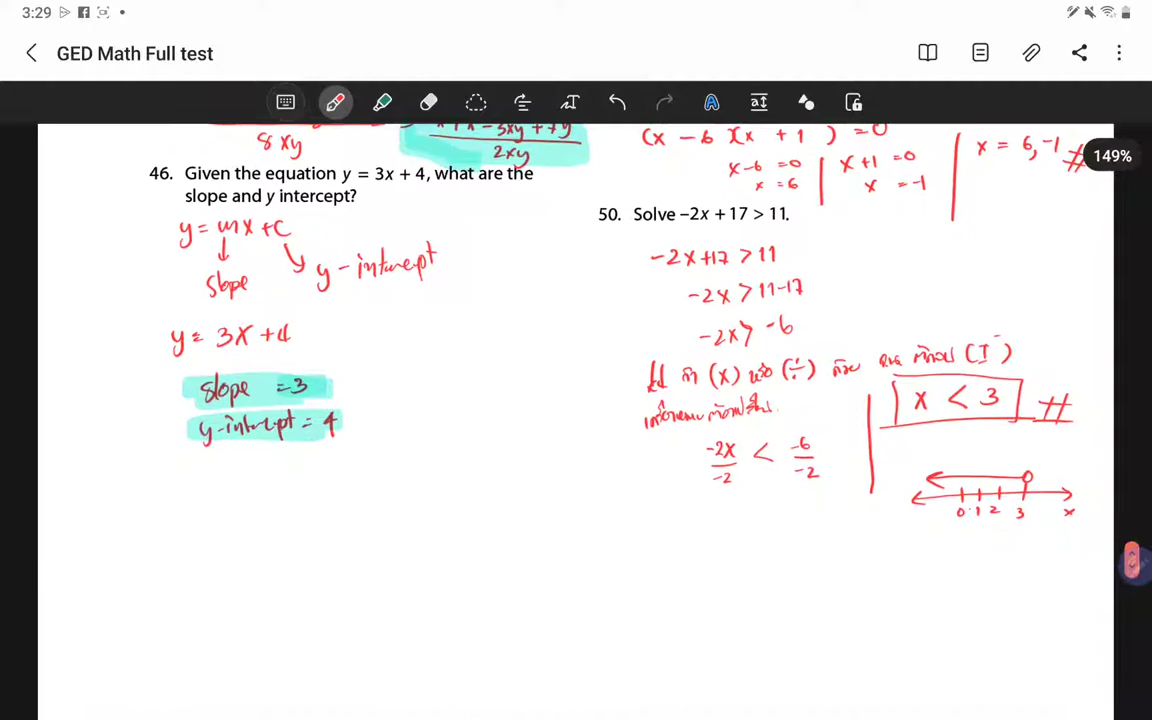 3:29
GED Math Full test
149%
8xy
2xy
46. Given the equation y = 3x + 4, what are the
slope and y intercept?
y = mx + c
slope
y - intercept
y = 3x + 4
slope = 3
y-intercept = 4
(x - 6)(x + 1) = 0
x-6 = 0
x = 6
x+1 = 0
x = -1
x = 6, -1 #
50. Solve –2x + 17 > 11.
-2x+17 > 11
-2x > 11-17
-2x > -6
(x) (÷) (I⁻)
-2x/-2 < -6/-2
x < 3 #
0 1 2 3 x